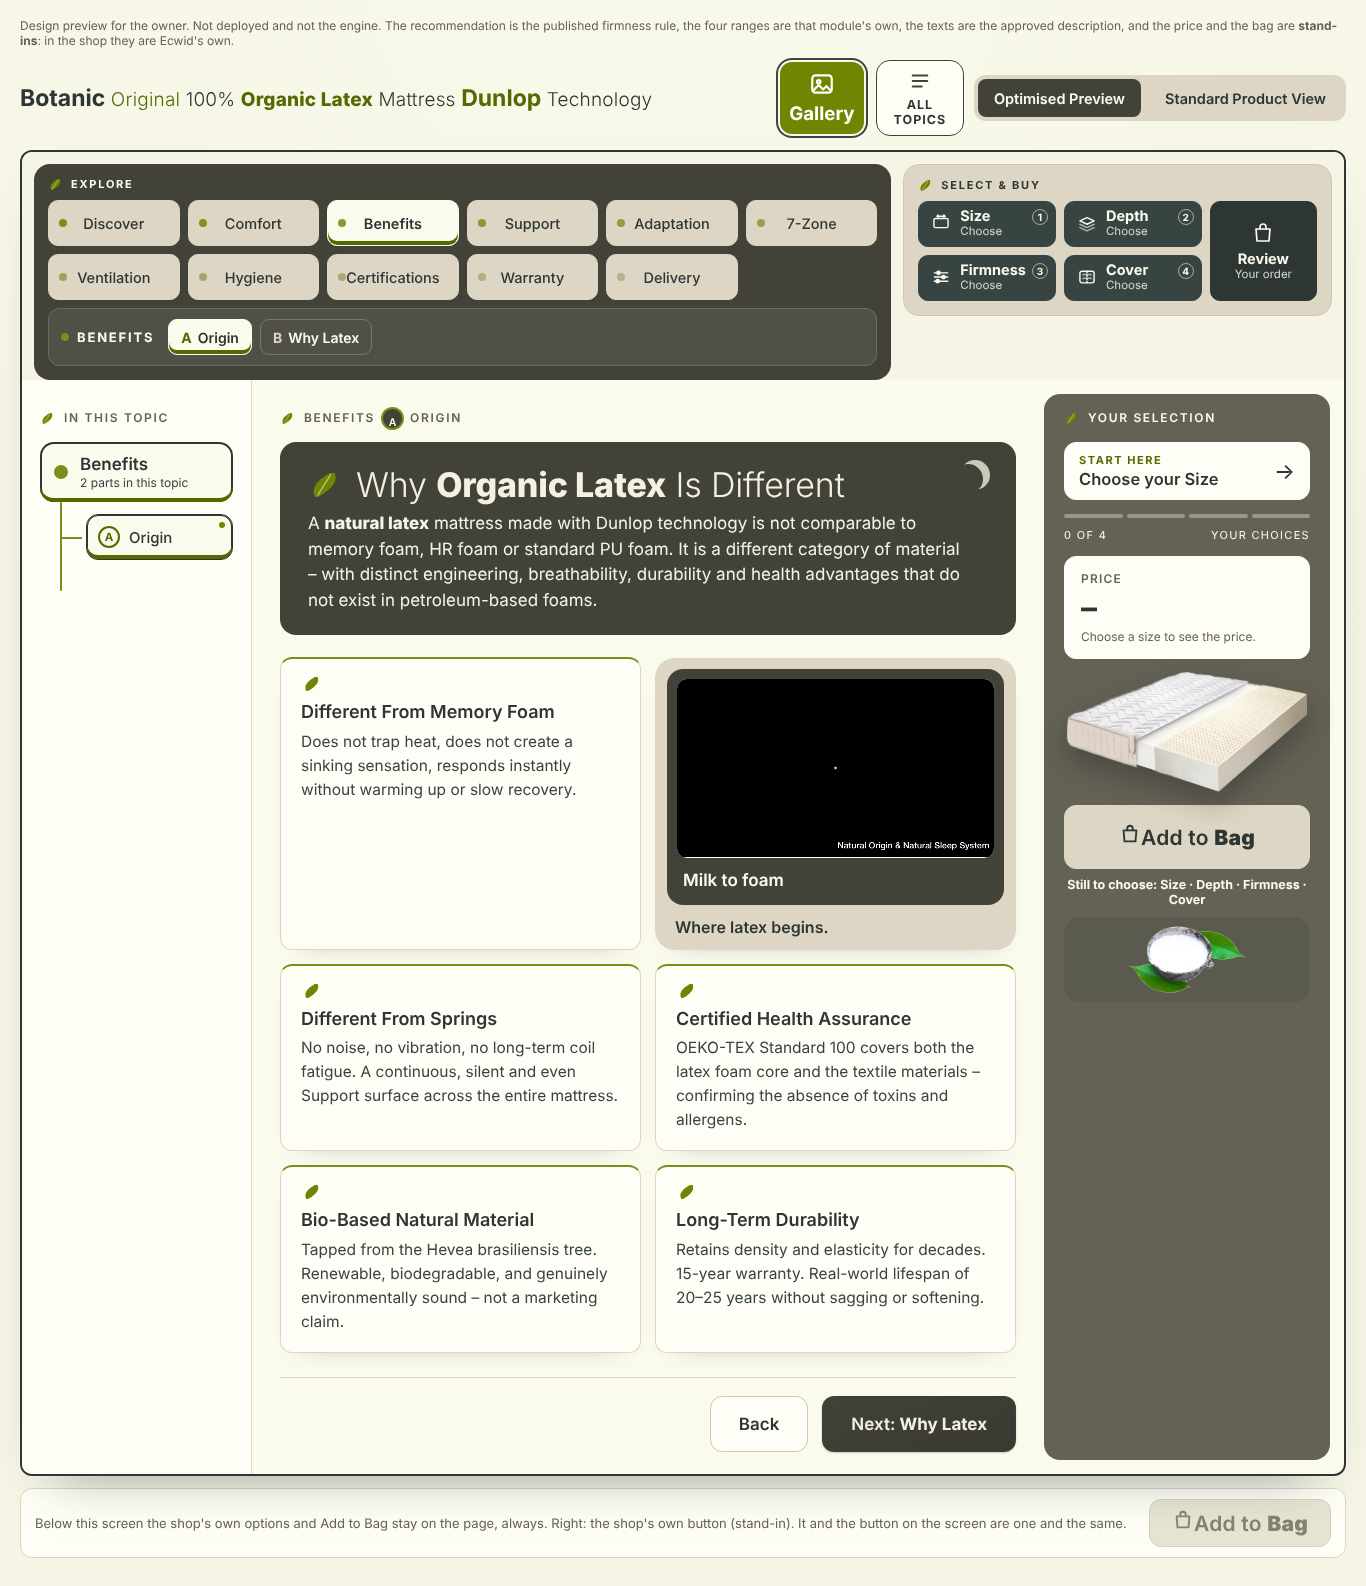 Design preview for the owner. Not deployed and not the engine. The recommendation is the published firmness rule, the four ranges are that module's own, the texts are the approved description, and the price and the bag are stand-
ins: in the shop they are Ecwid's own.
Botanic Original 100% Organic Latex Mattress Dunlop Technology
Gallery
ALL
TOPICS
Optimised Preview
Standard Product View
EXPLORE
Discover
Comfort
Benefits
Support
Adaptation
7-Zone
Ventilation
Hygiene
Certifications
Warranty
Delivery
BENEFITS
A Origin
B Why Latex
SELECT & BUY
Size
Choose
1
Depth
Choose
2
Firmness
Choose
3
Cover
Choose
4
Review
Your order
IN THIS TOPIC
Benefits
2 parts in this topic
A Origin
BENEFITS A ORIGIN
Why Organic Latex Is Different
A natural latex mattress made with Dunlop technology is not comparable to
memory foam, HR foam or standard PU foam. It is a different category of material
– with distinct engineering, breathability, durability and health advantages that do
not exist in petroleum-based foams.
Different From Memory Foam
Does not trap heat, does not create a
sinking sensation, responds instantly
without warming up or slow recovery.
Natural Origin & Natural Sleep System
Milk to foam
Where latex begins.
Different From Springs
No noise, no vibration, no long-term coil
fatigue. A continuous, silent and even
Support surface across the entire mattress.
Certified Health Assurance
OEKO-TEX Standard 100 covers both the
latex foam core and the textile materials –
confirming the absence of toxins and
allergens.
Bio-Based Natural Material
Tapped from the Hevea brasiliensis tree.
Renewable, biodegradable, and genuinely
environmentally sound – not a marketing
claim.
Long-Term Durability
Retains density and elasticity for decades.
15-year warranty. Real-world lifespan of
20–25 years without sagging or softening.
Back
Next: Why Latex
YOUR SELECTION
START HERE
Choose your Size
0 OF 4
YOUR CHOICES
PRICE
–
Choose a size to see the price.
Add to Bag
Still to choose: Size · Depth · Firmness ·
Cover
Below this screen the shop's own options and Add to Bag stay on the page, always. Right: the shop's own button (stand-in). It and the button on the screen are one and the same.
Add to Bag